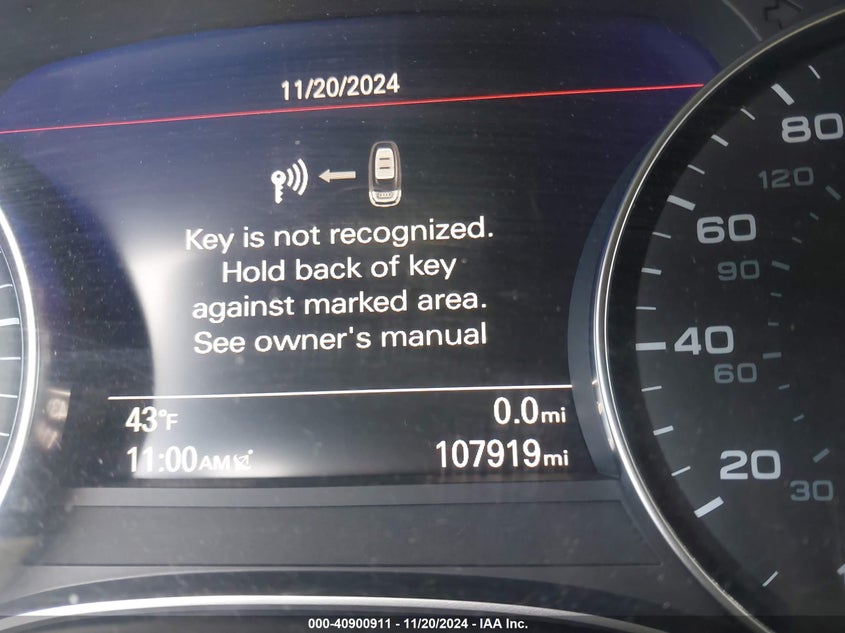 11/20/2024
Key is not recognized.
Hold back of key
against marked area.
See owner's manual
43°F
0.0mi
11:00AM
107919mi
80
120
60
90
40
60
20
30
000-40900911 - 11/20/2024 - IAA Inc.